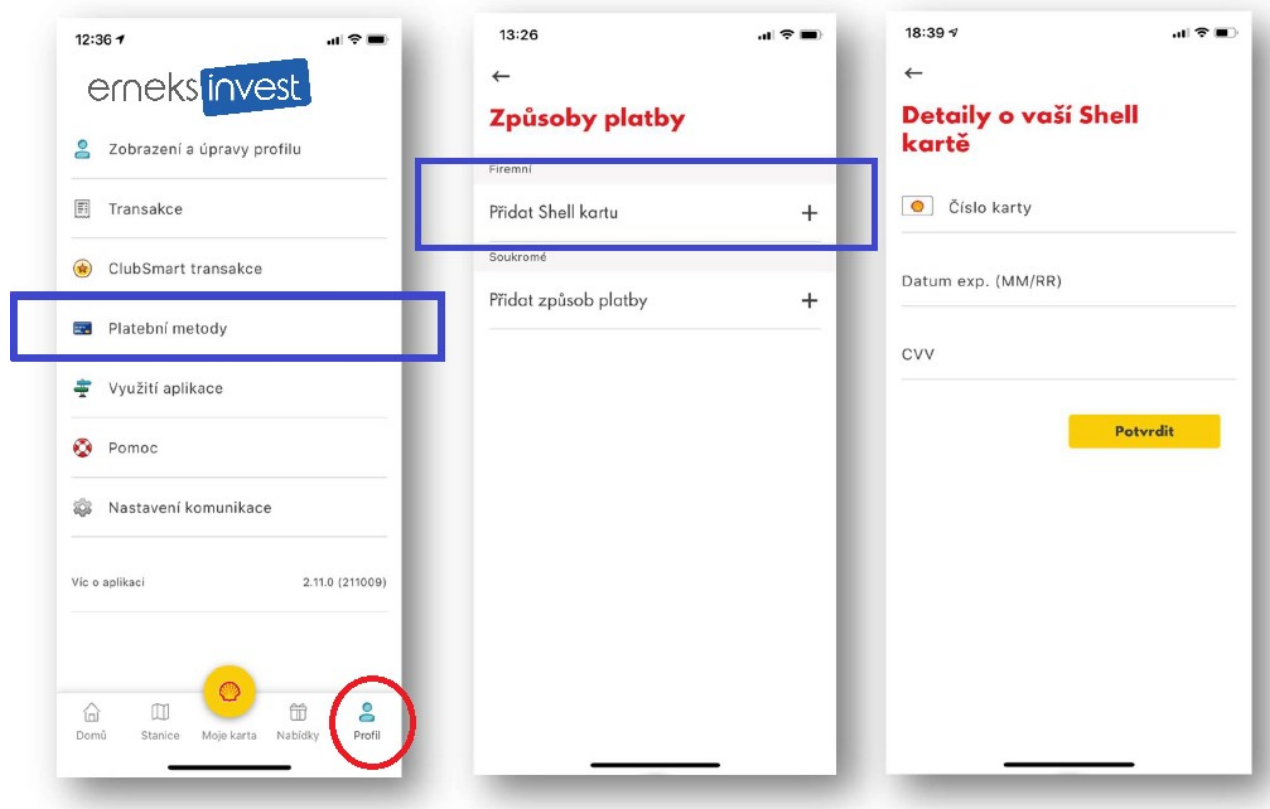 12:36
erneks invest
Zobrazení a úpravy profilu
Transakce
ClubSmart transakce
Platební metody
Využití aplikace
Pomoc
Nastavení komunikace
Víc o aplikaci 2.11.0 (211009)
Domů Stanice Moje karta Nabídky Profil
13:26
Způsoby platby
Firemní
Přidat Shell kartu +
Soukromé
Přidat způsob platby +
18:39
Detaily o vaší Shell
kartě
Číslo karty
Datum exp. (MM/RR)
CVV
Potvrdit